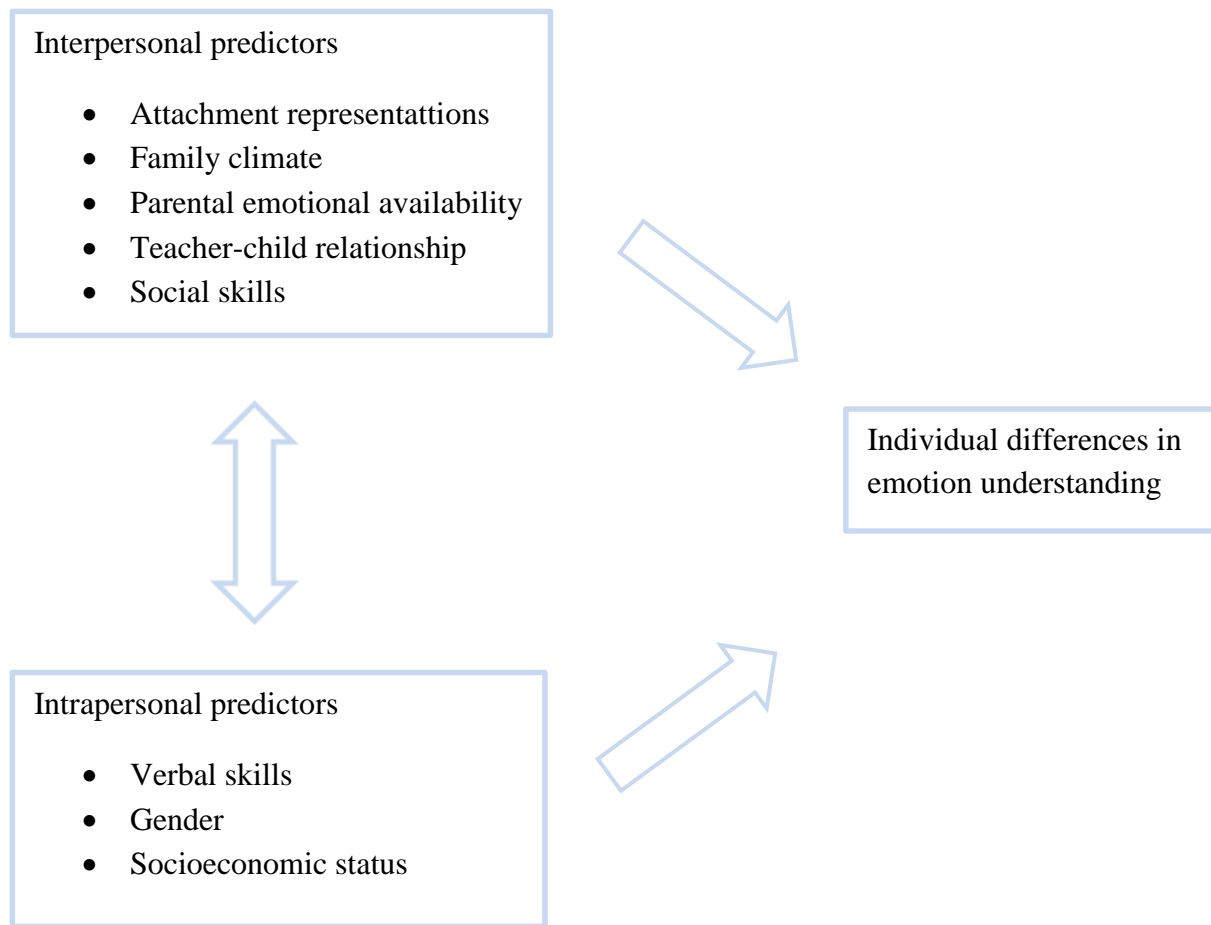 Interpersonal predictors
• Attachment representattions
• Family climate
• Parental emotional availability
• Teacher-child relationship
• Social skills
Individual differences in
emotion understanding
Intrapersonal predictors
• Verbal skills
• Gender
• Socioeconomic status